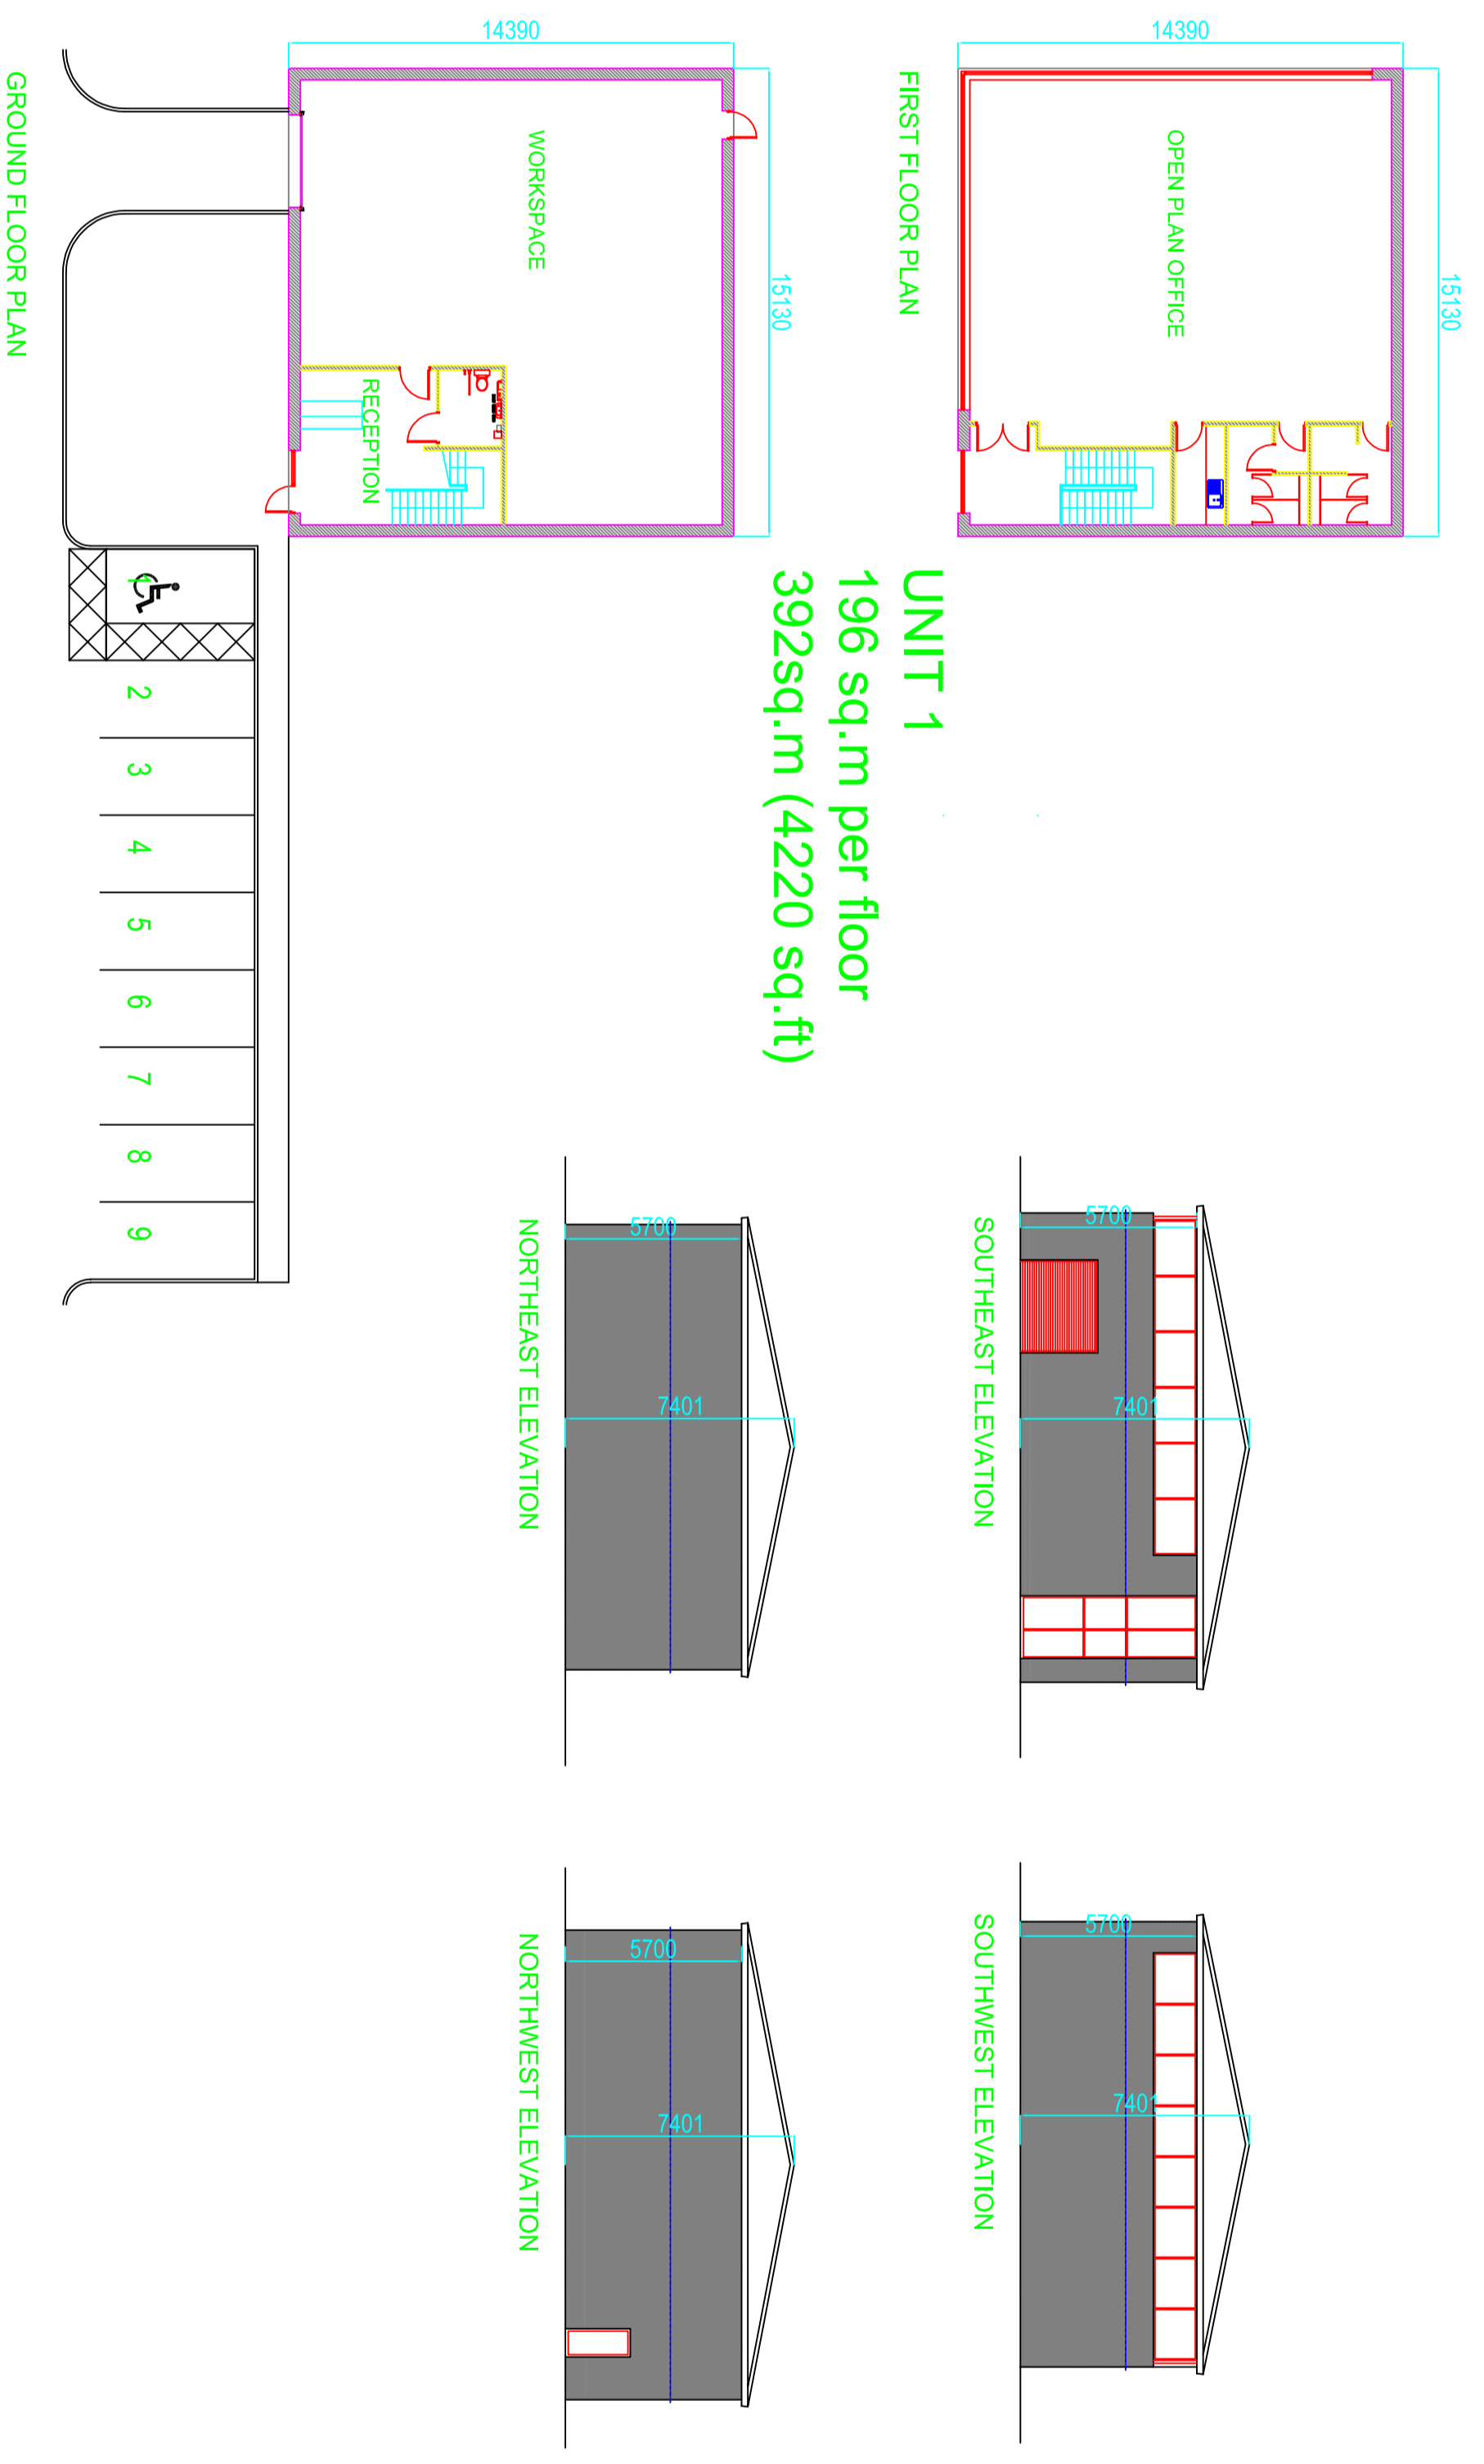 15130
14390
OPEN PLAN OFFICE
FIRST FLOOR PLAN
UNIT 1
196 sq.m per floor
392sq.m (4220 sq.ft)
15130
14390
WORKSPACE
RECEPTION
GROUND FLOOR PLAN
1
2
3
4
5
6
7
8
9
5700
7401
SOUTHEAST ELEVATION
5700
7401
SOUTHWEST ELEVATION
5700
7401
NORTHEAST ELEVATION
5700
7401
NORTHWEST ELEVATION